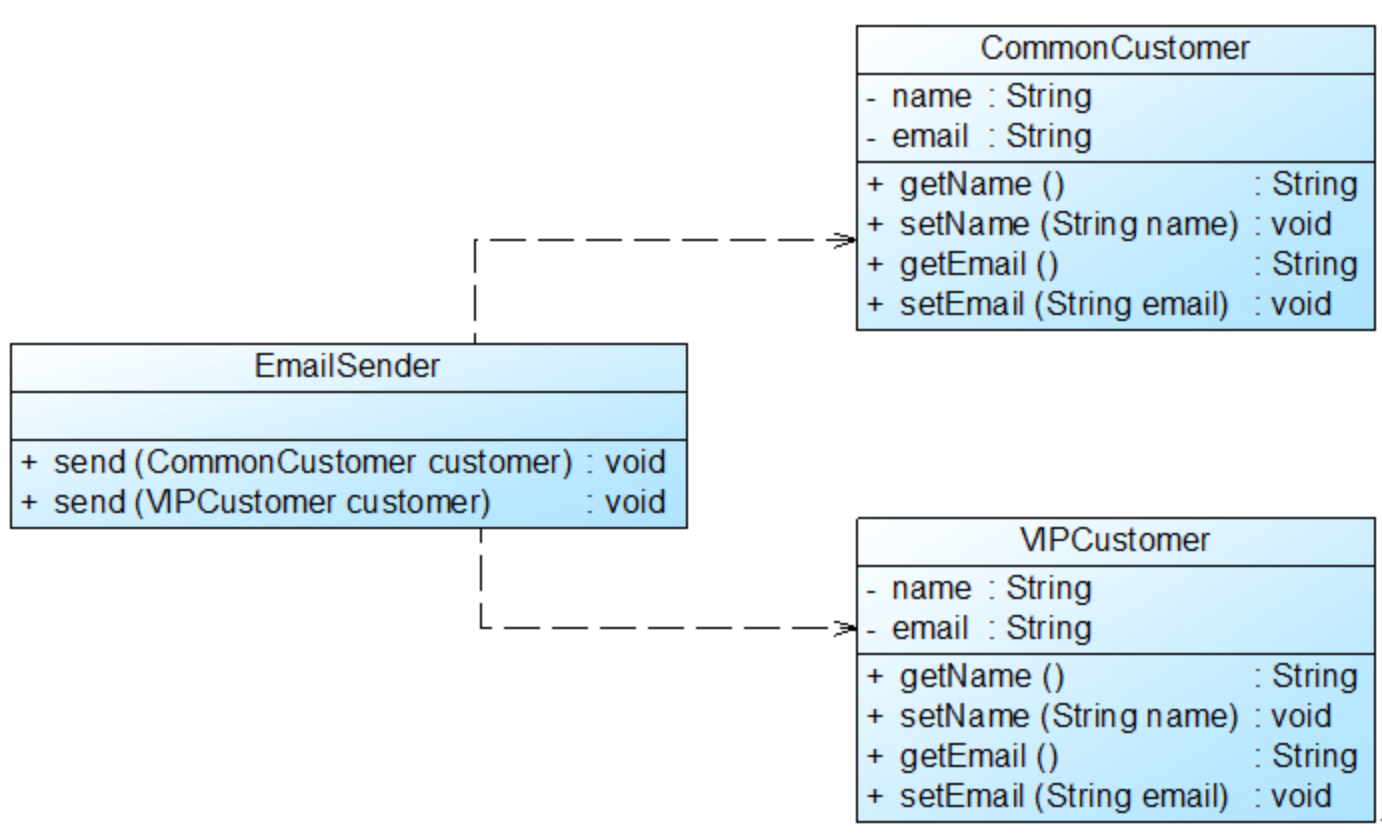 CommonCustomer
- name : String
- email : String
+ getName () : String
+ setName (String name) : void
+ getEmail () : String
+ setEmail (String email) : void
EmailSender
+ send (CommonCustomer customer) : void
+ send (VIPCustomer customer) : void
VIPCustomer
- name : String
- email : String
+ getName () : String
+ setName (String name) : void
+ getEmail () : String
+ setEmail (String email) : void